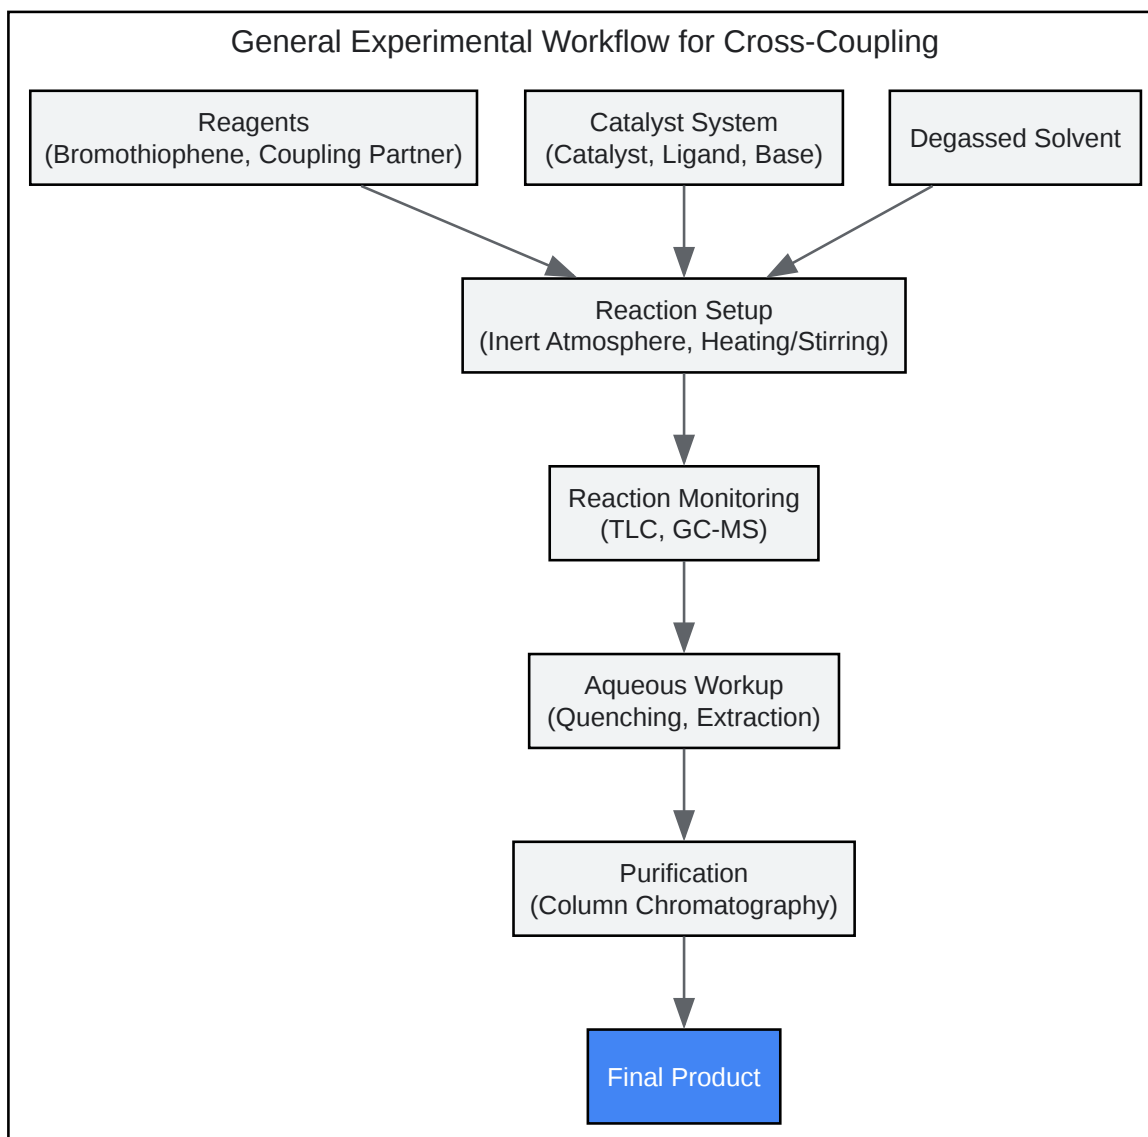 General Experimental Workflow for Cross-Coupling
Reagents
(Bromothiophene, Coupling Partner)
Catalyst System
(Catalyst, Ligand, Base)
Degassed Solvent
Reaction Setup
(Inert Atmosphere, Heating/Stirring)
Reaction Monitoring
(TLC, GC-MS)
Aqueous Workup
(Quenching, Extraction)
Purification
(Column Chromatography)
Final Product